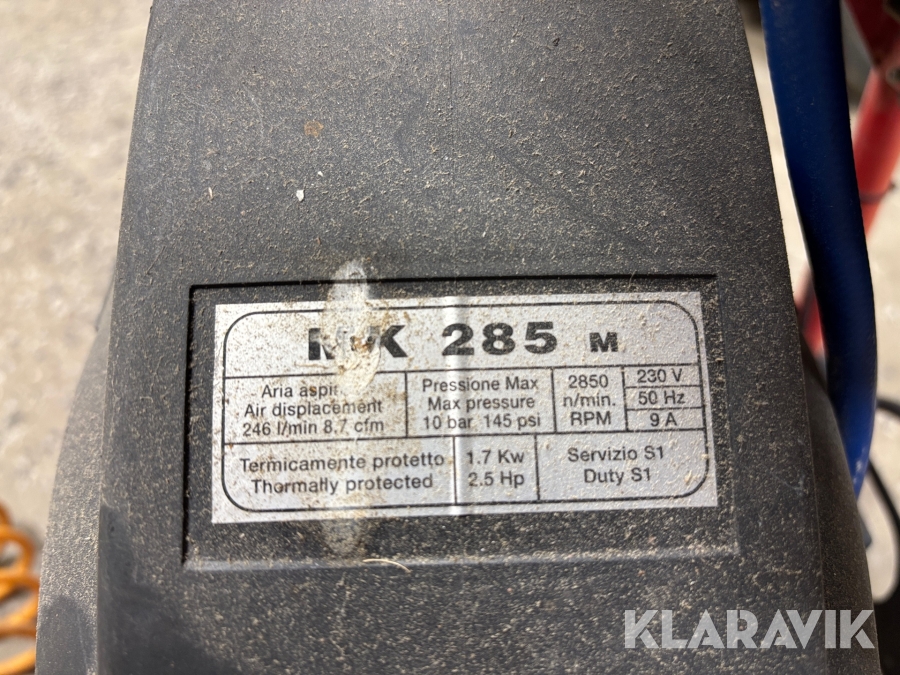 K 285 M
Aria
Air displacement
246 l/min 8.7 cfm
Pressione Max
Max pressure
10 bar 145 psi
2850
n/min.
RPM
230 V
50 Hz
9 A
Termicamente protetto
Thermally protected
1.7 Kw
2.5 Hp
Servizio S1
Duty S1
KLARAVIK